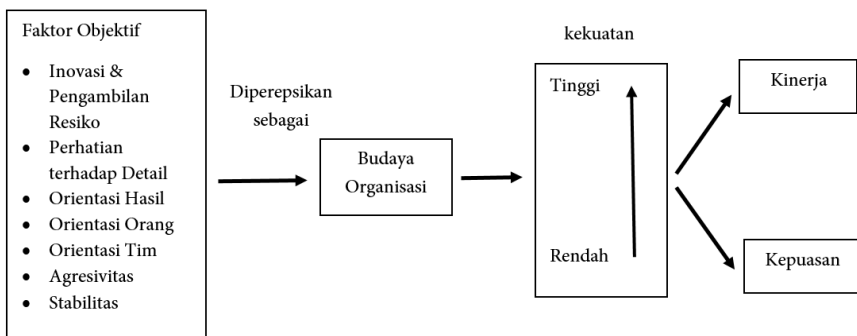 Faktor Objektif
• Inovasi &
Pengambilan
Resiko
• Perhatian
terhadap Detail
• Orientasi Hasil
• Orientasi Orang
• Orientasi Tim
• Agresivitas
• Stabilitas
Diperepsikan
sebagai
Budaya
Organisasi
kekuatan
Tinggi
Rendah
Kinerja
Kepuasan